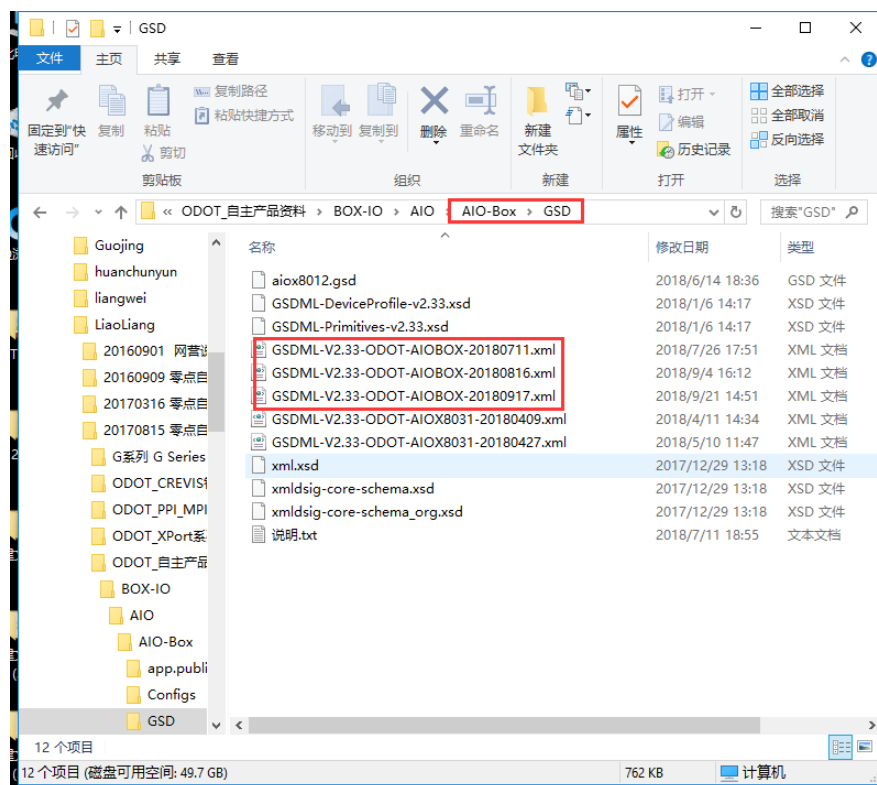 GSD
文件 主页 共享 查看
固定到"快速访问"
复制
粘贴
复制路径
粘贴快捷方式
剪切
剪贴板
移动到 复制到 删除 重命名
组织
新建
文件夹
新建
属性
打开
编辑
历史记录
打开
全部选择
全部取消
反向选择
选择
« ODOT_自主产品资料 › BOX-IO › AIO › AIO-Box › GSD
搜索"GSD"
Guojing
huanchunyun
liangwei
LiaoLiang
20160901 网营
20160909 零点自
20170316 零点自
20170815 零点自
G系列 G Series
ODOT_CREVIS
ODOT_PPI_MPI
ODOT_XPort系
ODOT_自主产品
BOX-IO
AIO
AIO-Box
app.publi
Configs
GSD
名称 修改日期 类型
aiox8012.gsd 2018/6/14 18:36 GSD 文件
GSDML-DeviceProfile-v2.33.xsd 2018/1/6 14:17 XSD 文件
GSDML-Primitives-v2.33.xsd 2018/1/6 14:17 XSD 文件
GSDML-V2.33-ODOT-AIOBOX-20180711.xml 2018/7/26 17:51 XML 文档
GSDML-V2.33-ODOT-AIOBOX-20180816.xml 2018/9/4 16:12 XML 文档
GSDML-V2.33-ODOT-AIOBOX-20180917.xml 2018/9/21 14:51 XML 文档
GSDML-V2.33-ODOT-AIOX8031-20180409.xml 2018/4/11 14:34 XML 文档
GSDML-V2.33-ODOT-AIOX8031-20180427.xml 2018/5/10 11:47 XML 文档
xml.xsd 2017/12/29 13:18 XSD 文件
xmldsig-core-schema.xsd 2017/12/29 13:18 XSD 文件
xmldsig-core-schema_org.xsd 2017/12/29 13:18 XSD 文件
说明.txt 2018/7/11 18:55 文本文档
12 个项目
12 个项目 (磁盘可用空间: 49.7 GB) 762 KB 计算机